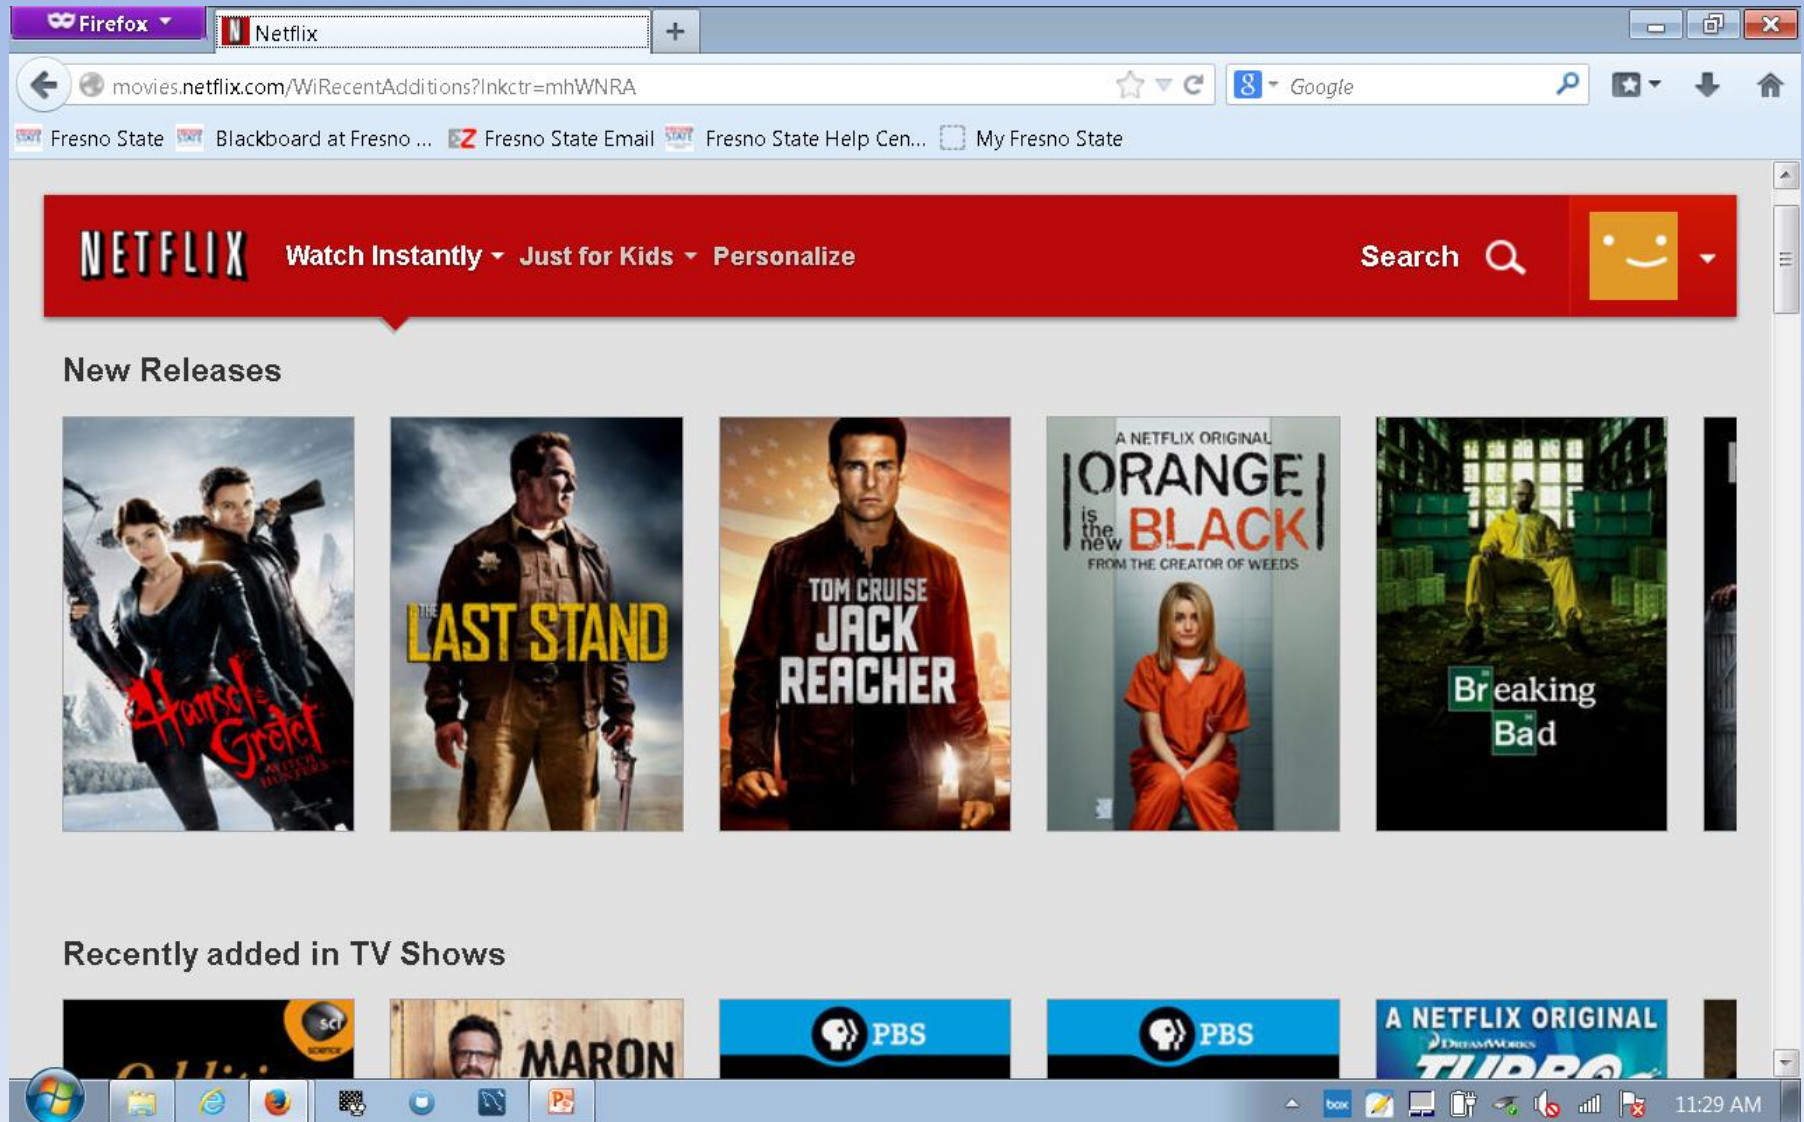 Firefox
Netflix
movies.netflix.com/WiRecentAdditions?lnkctr=mhWNRA
Google
Fresno State
Blackboard at Fresno ...
Fresno State Email
Fresno State Help Cen...
My Fresno State
NETFLIX
Watch Instantly
Just for Kids
Personalize
Search
New Releases
Hansel & Gretel
WITCH HUNTERS
THE LAST STAND
TOM CRUISE
JACK
REACHER
A NETFLIX ORIGINAL
ORANGE
is the new BLACK
FROM THE CREATOR OF WEEDS
Breaking
Bad
Recently added in TV Shows
sci
SCIENCE
MARON
PBS
PBS
A NETFLIX ORIGINAL
DREAMWORKS
TURBO
box
11:29 AM